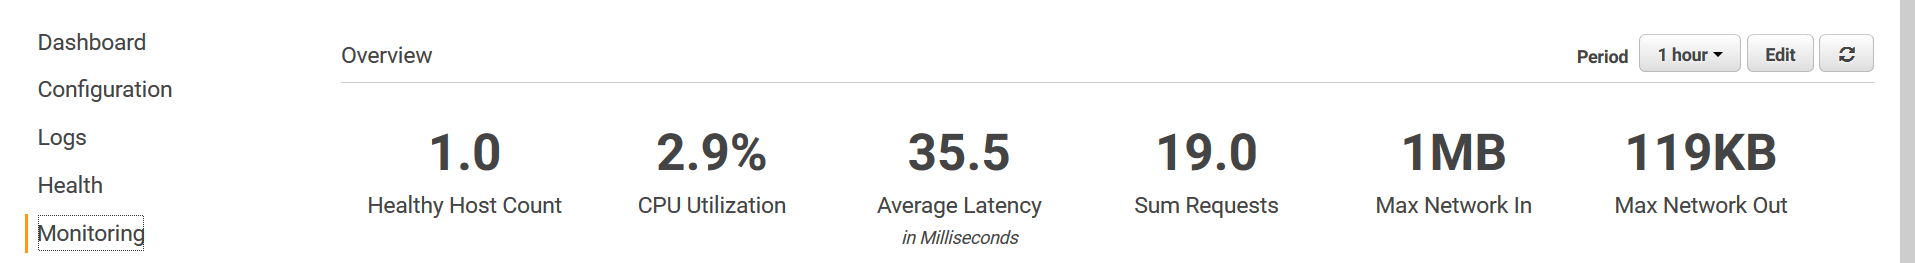 Dashboard
Configuration
Logs
Health
Monitoring
Overview
Period 1 hour Edit
1.0 2.9% 35.5 19.0 1MB 119KB
Healthy Host Count CPU Utilization Average Latency Sum Requests Max Network In Max Network Out
in Milliseconds